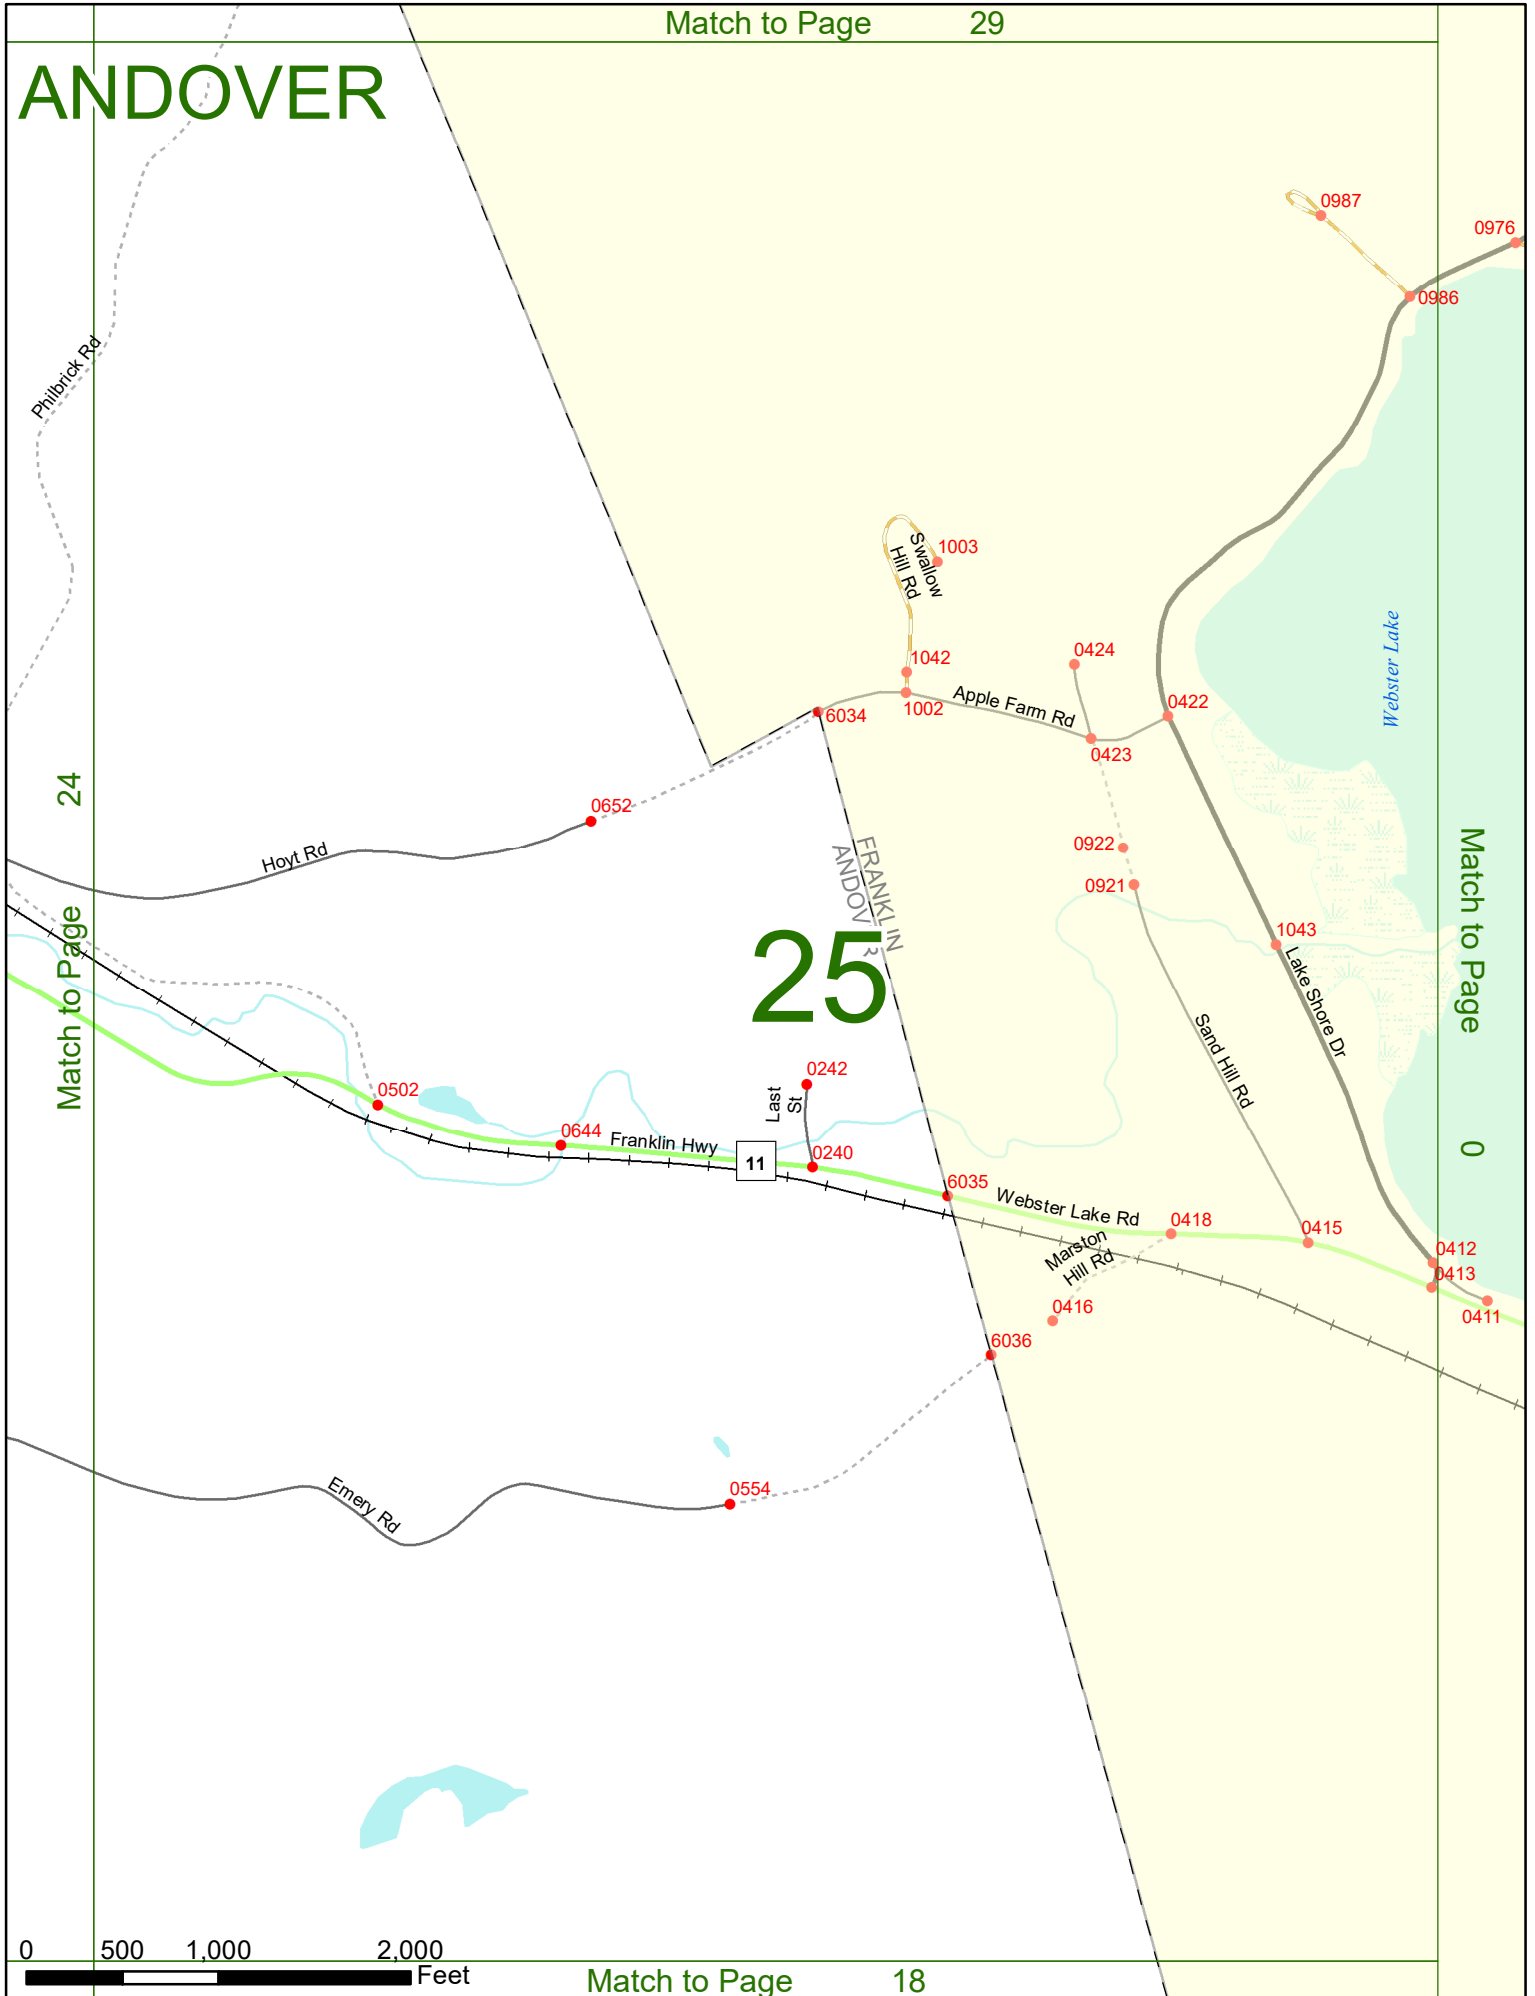 Match to Page 29
ANDOVER
0987
0976
0986
Philbrick Rd
Swallow
Hill Rd
1003
Webster Lake
1042
0424
Apple Farm Rd
1002
0422
6034
0423
24
Match to Page
0652
Hoyt Rd
FRANKLIN
0922
0921
25
1043
Lake Shore Dr
Match to Page
0
Sand Hill Rd
0502
0242
Last
St
0644
Franklin Hwy
11
0240
6035
Webster Lake Rd
0418
0415
Marston
Hill Rd
0412
0413
0411
0416
6036
Emery Rd
0554
0 500 1,000 2,000
Feet
Match to Page 18